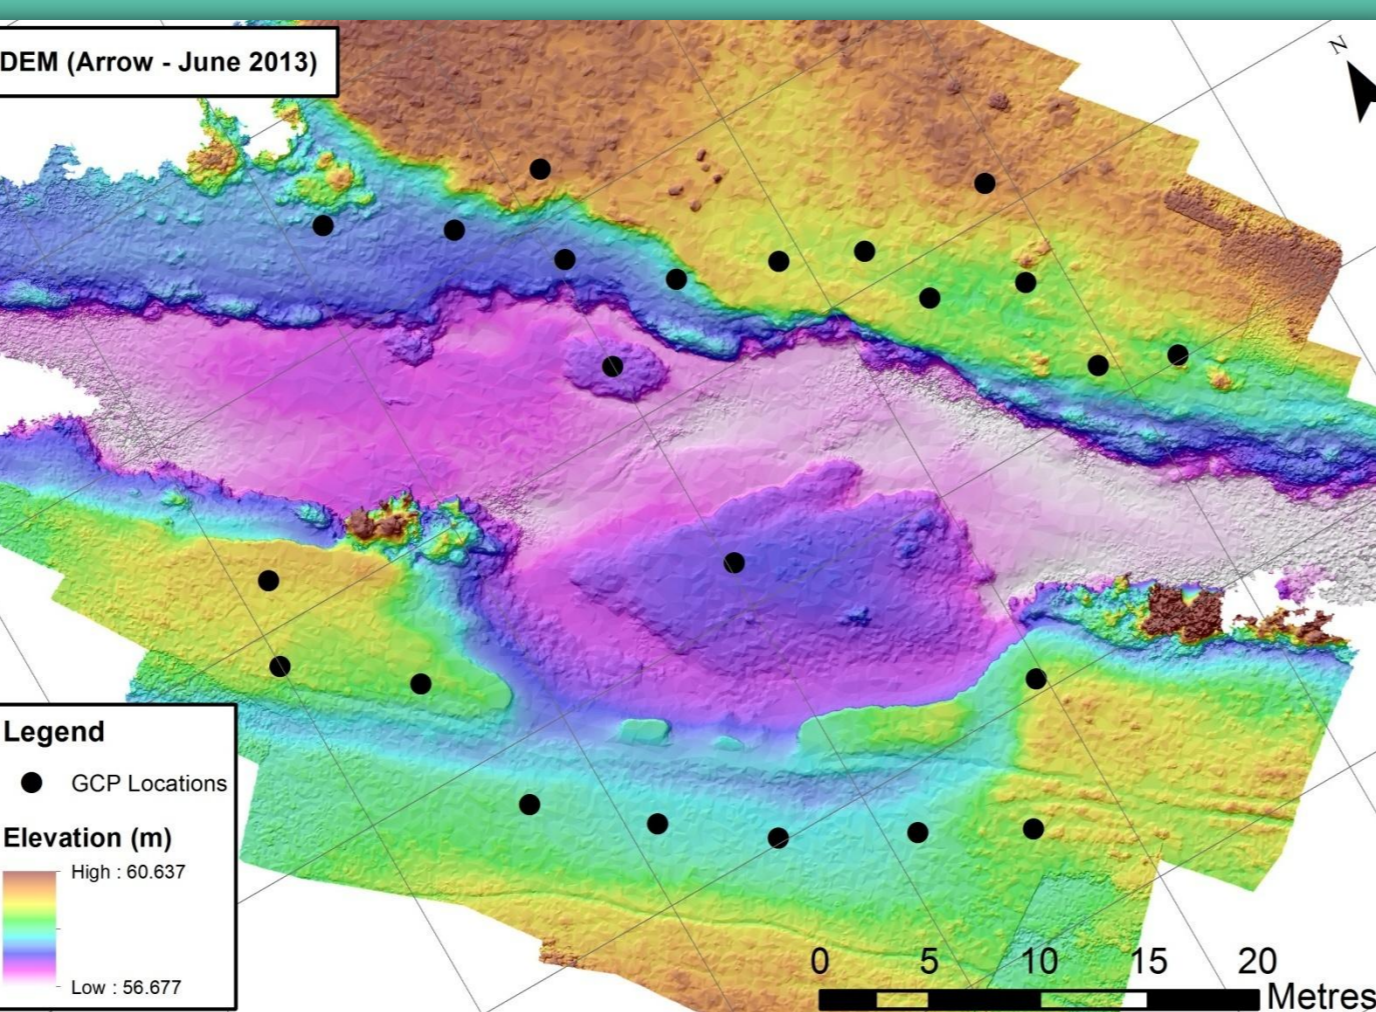 DEM (Arrow - June 2013)
N
Legend
GCP Locations
Elevation (m)
High : 60.637
Low : 56.677
0 5 10 15 20
Metres